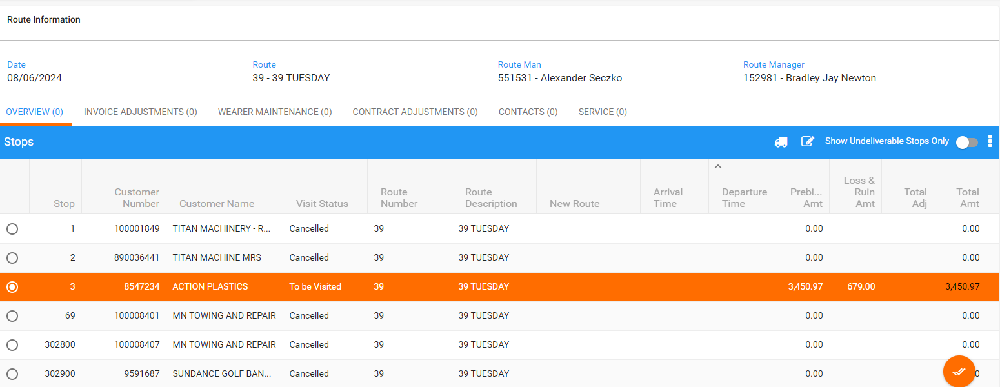 Route Information
Date Route Route Man Route Manager
08/06/2024 39 - 39 TUESDAY 551531 - Alexander Seczko 152981 - Bradley Jay Newton
OVERVIEW (0) INVOICE ADJUSTMENTS (0) WEARER MAINTENANCE (0) CONTRACT ADJUSTMENTS (0) CONTACTS (0) SERVICE (0)
Stops Show Undeliverable Stops Only
Stop Customer Number Customer Name Visit Status Route Number Route Description New Route Arrival Time Departure Time Prebi... Amt Loss & Ruin Amt Total Adj Total Amt
1 100001849 TITAN MACHINERY - R... Cancelled 39 39 TUESDAY 0.00 0.00
2 890036441 TITAN MACHINE MRS Cancelled 39 39 TUESDAY 0.00 0.00
3 8547234 ACTION PLASTICS To be Visited 39 39 TUESDAY 3,450.97 679.00 3,450.97
69 100008401 MN TOWING AND REPAIR Cancelled 39 39 TUESDAY 0.00 0.00
302800 100008407 MN TOWING AND REPAIR Cancelled 39 39 TUESDAY 0.00 0.00
302900 9591687 SUNDANCE GOLF BAN... Cancelled 39 39 TUESDAY 0.00